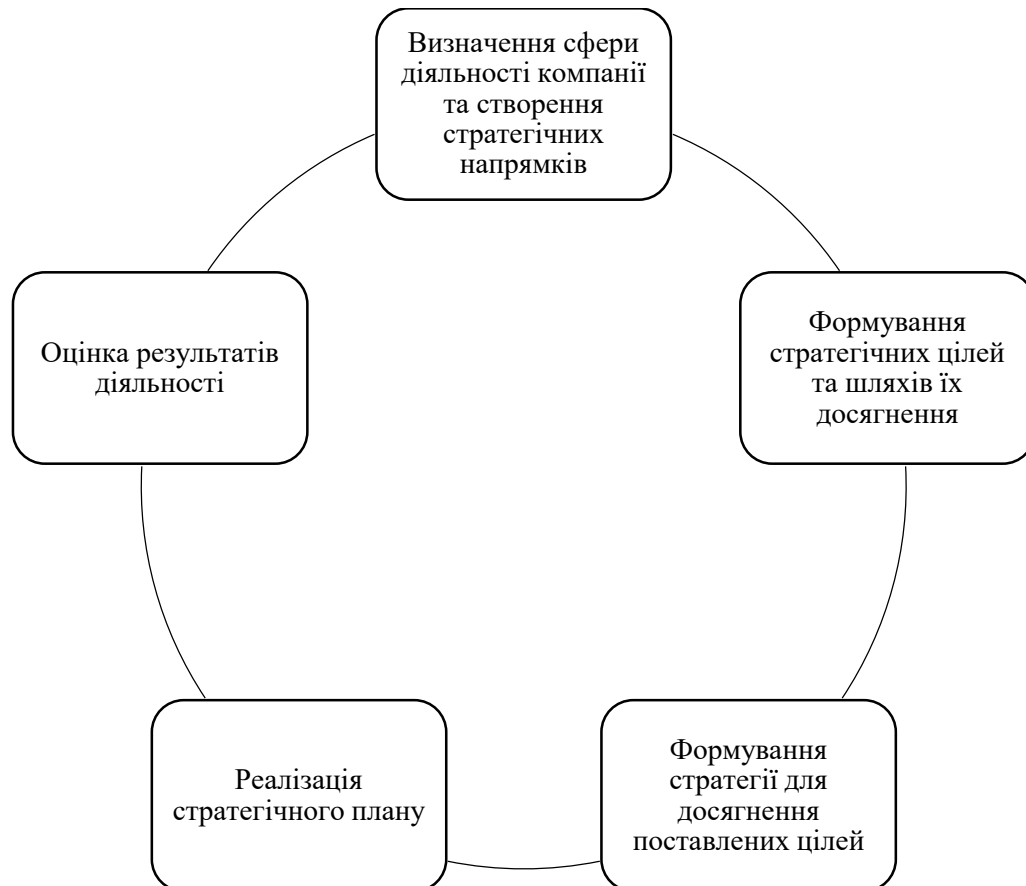 Визначення сфери
діяльності компанії
та створення
стратегічних
напрямків
Формування
стратегічних цілей
та шляхів їх
досягнення
Формування
стратегії для
досягнення
поставлених цілей
Реалізація
стратегічного плану
Оцінка результатів
діяльності